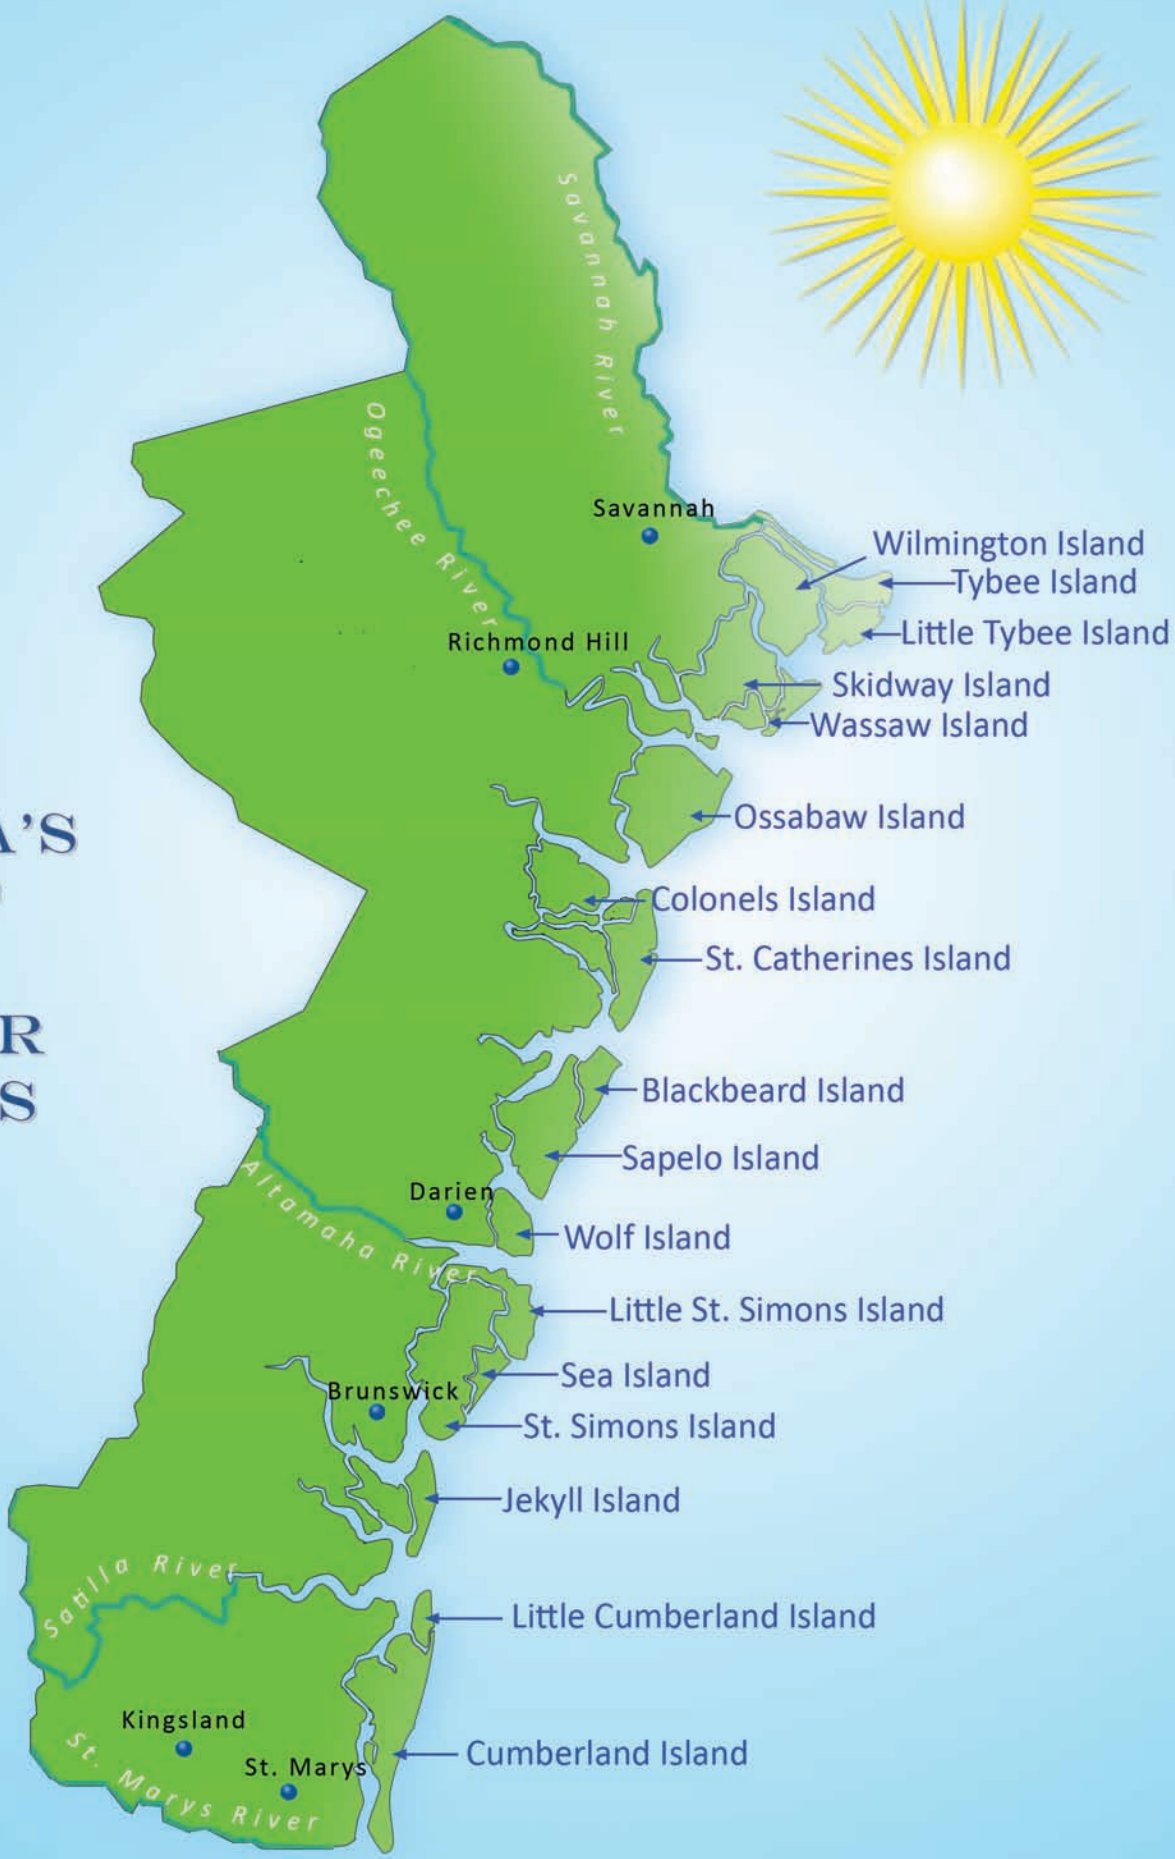 Savannah River
Ogeechee River
Savannah
Wilmington Island
Tybee Island
Little Tybee Island
Richmond Hill
Skidway Island
Wassaw Island
Ossabaw Island
A'S
R
S
Colonels Island
St. Catherines Island
Blackbeard Island
Sapelo Island
Altamaha River
Darien
Wolf Island
Little St. Simons Island
Sea Island
Brunswick
St. Simons Island
Jekyll Island
Satilla River
Little Cumberland Island
Kingsland
St. Marys
Cumberland Island
St. Marys River